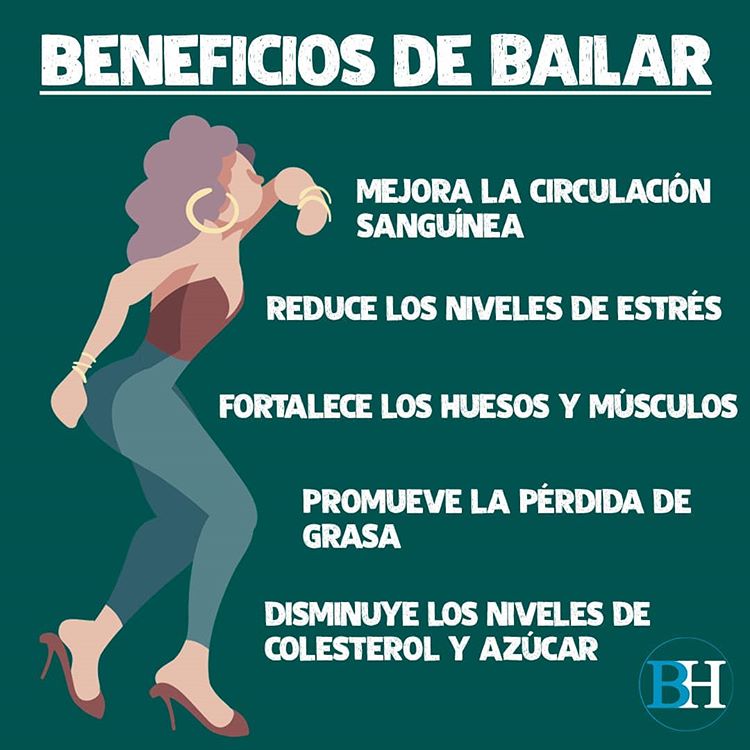 BENEFICIOS DE BAILAR
MEJORA LA CIRCULACIÓN
SANGUÍNEA
REDUCE LOS NIVELES DE ESTRÉS
FORTALECE LOS HUESOS Y MÚSCULOS
PROMUEVE LA PÉRDIDA DE
GRASA
DISMINUYE LOS NIVELES DE
COLESTEROL Y AZÚCAR
BH